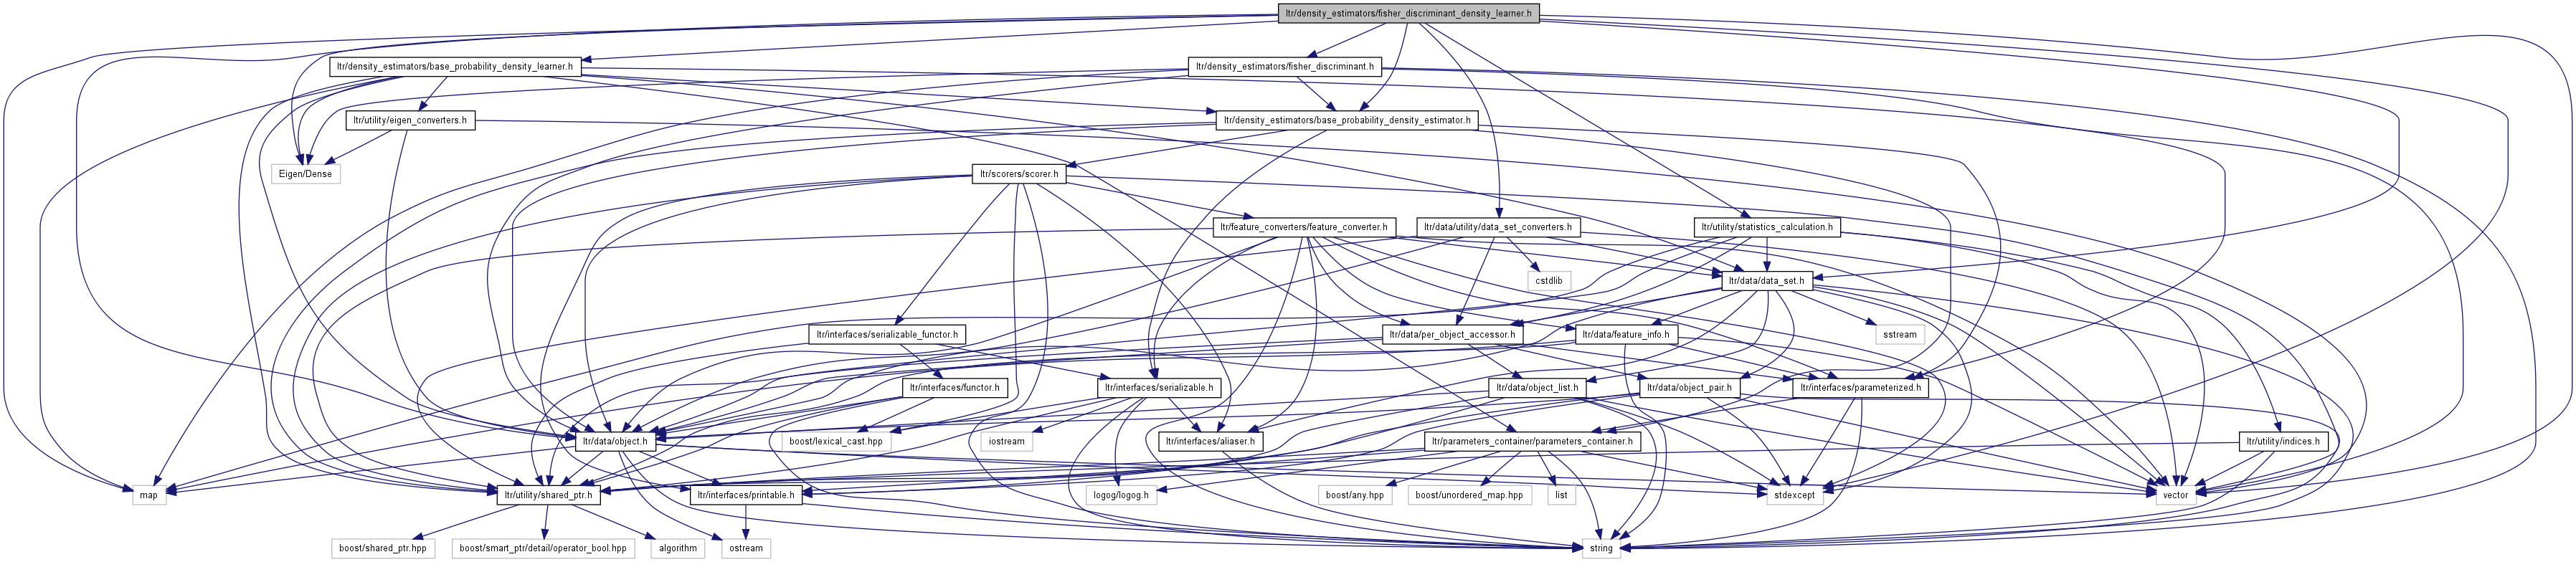 ltr/density_estimators/fisher_discriminant_density_learner.h
ltr/density_estimators/base_probability_density_learner.h
ltr/density_estimators/fisher_discriminant.h
ltr/utility/eigen_converters.h
ltr/density_estimators/base_probability_density_estimator.h
Eigen/Dense
ltr/scorers/scorer.h
ltr/feature_converters/feature_converter.h
ltr/data/utility/data_set_converters.h
ltr/utility/statistics_calculation.h
cstdlib
ltr/data/data_set.h
ltr/interfaces/serializable_functor.h
ltr/data/per_object_accessor.h
ltr/data/feature_info.h
sstream
ltr/interfaces/functor.h
ltr/interfaces/serializable.h
ltr/data/object_list.h
ltr/data/object_pair.h
ltr/interfaces/parameterized.h
ltr/data/object.h
boost/lexical_cast.hpp
iostream
ltr/interfaces/aliaser.h
ltr/parameters_container/parameters_container.h
ltr/utility/indices.h
map
ltr/utility/shared_ptr.h
ltr/interfaces/printable.h
logog/logog.h
boost/any.hpp
boost/unordered_map.hpp
list
stdexcept
vector
boost/shared_ptr.hpp
boost/smart_ptr/detail/operator_bool.hpp
algorithm
ostream
string